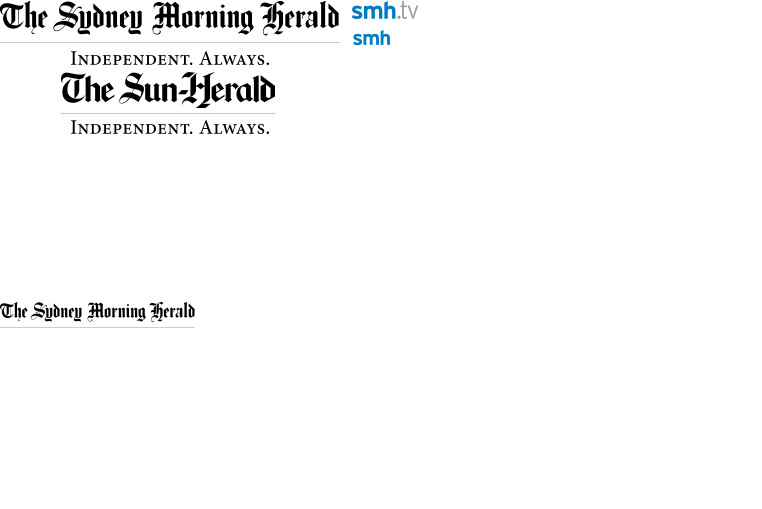 The Sydney Morning Herald
smh.tv
smh
INDEPENDENT. ALWAYS.
The Sun-Herald
INDEPENDENT. ALWAYS.
The Sydney Morning Herald